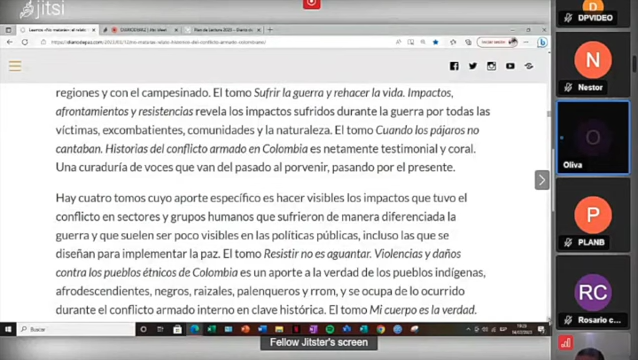 jitsi
DPVIDEO
regiones y con el campesinado. El tomo Sufrir la guerra y rehacer la vida. Impactos,
afrontamientos y resistencias revela los impactos sufridos durante la guerra por todas las
víctimas, excombatientes, comunidades y la naturaleza. El tomo Cuando los pájaros no
cantaban. Historias del conflicto armado en Colombia es netamente testimonial y coral.
Una curaduría de voces que van del pasado al porvenir, pasando por el presente.
Hay cuatro tomos cuyo aporte específico es hacer visibles los impactos que tuvo el
conflicto en sectores y grupos humanos que sufrieron de manera diferenciada la
guerra y que suelen ser poco visibles en las políticas públicas, incluso las que se
diseñan para implementar la paz. El tomo Resistir no es aguantar. Violencias y daños
contra los pueblos étnicos de Colombia es un aporte a la verdad de los pueblos indígenas,
afrodescendientes, negros, raizales, palenqueros y rrom, y se ocupa de lo ocurrido
durante el conflicto armado interno en clave histórica. El tomo Mi cuerpo es la verdad.
N
Nestor
O
Oliva
P
PLANB
RC
Rosario c...
Buscar
Fellow Jitster's screen